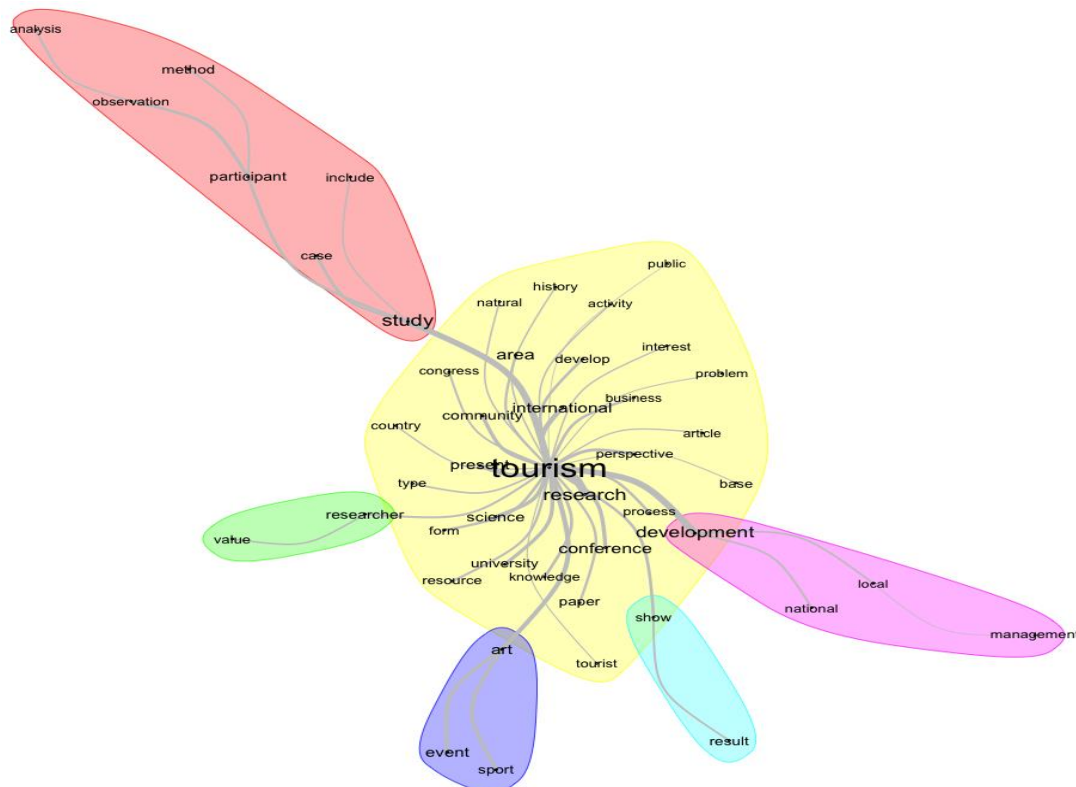 analysis
method
observation
participant
include
case
study
public
history
natural
activity
area
develop
interest
congress
problem
business
international
community
country
article
perspective
present
tourism
type
base
research
process
researcher
science
form
development
value
conference
university
resource
knowledge
local
paper
national
show
management
art
tourist
result
event
sport